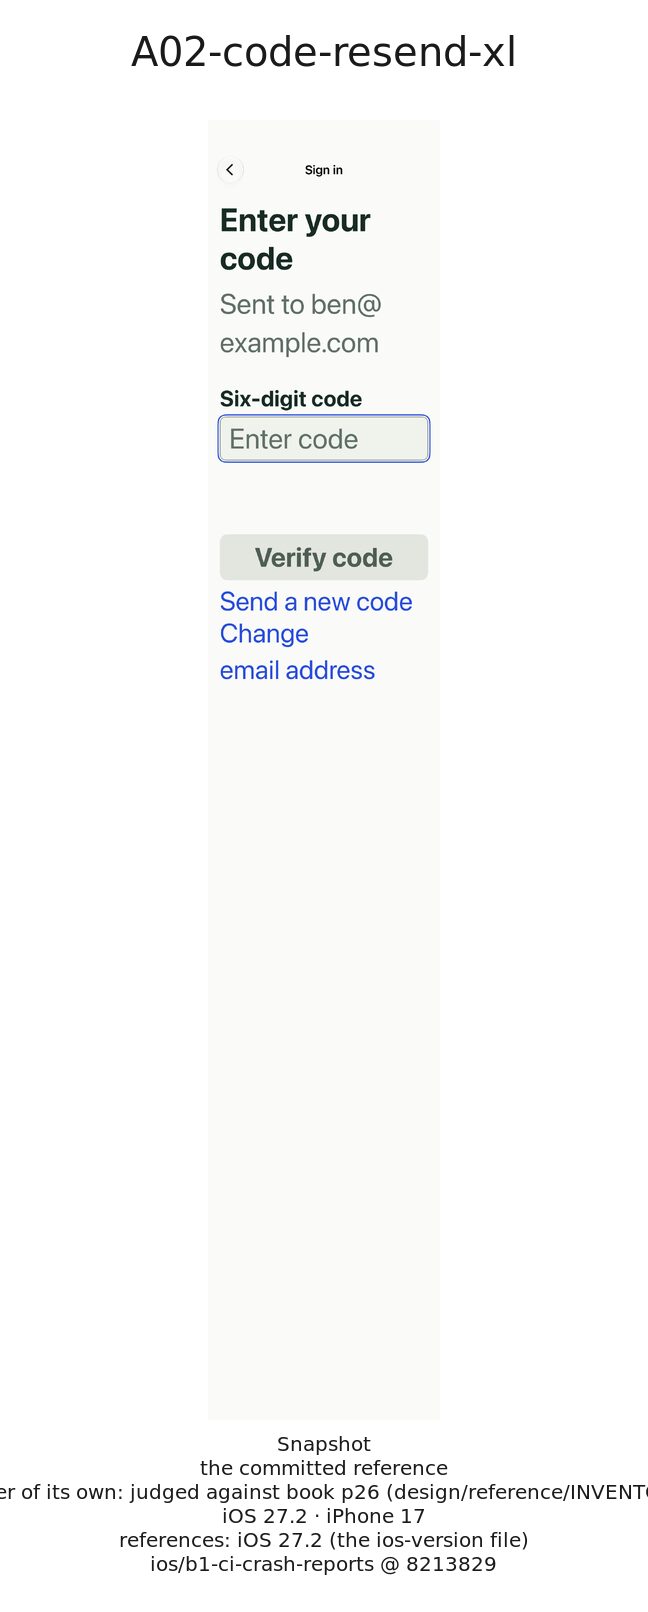 A02-code-resend-xl
Sign in
Enter your
code
Sent to ben@
example.com
Six-digit code
Enter code
Verify code
Send a new code
Change
email address
Snapshot
the committed reference
of its own: judged against book p26 (design/reference/
iOS 27.2 · iPhone 17
references: iOS 27.2 (the ios-version file)
ios/b1-ci-crash-reports @ 8213829